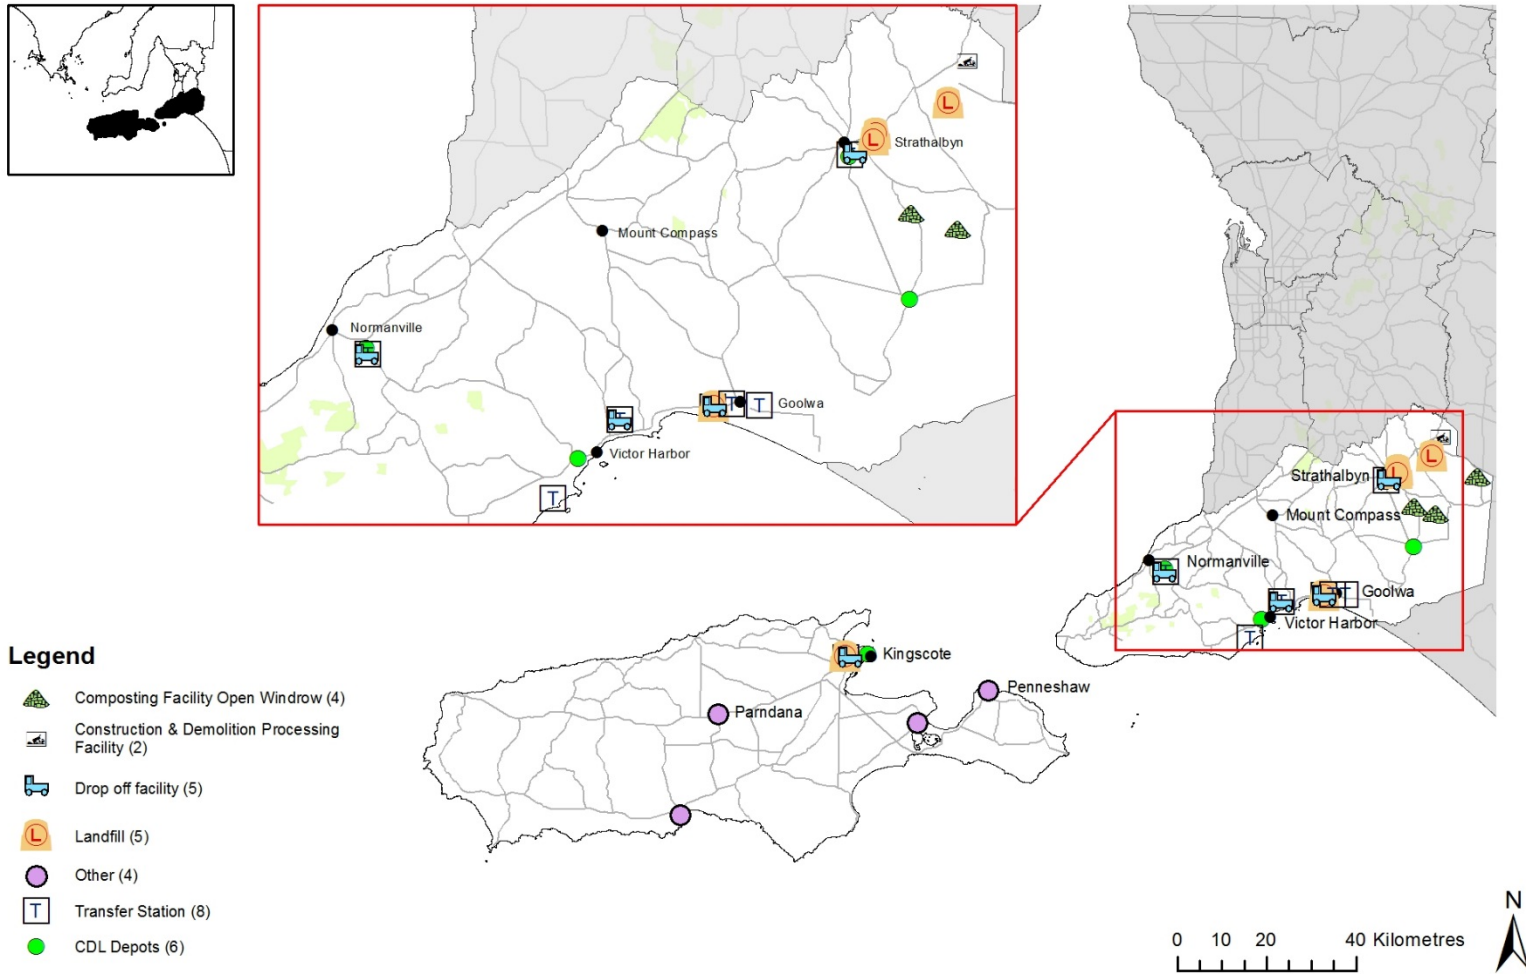 Strathalbyn
Mount Compass
Normanville
Goolwa
Victor Harbor
L
L
T
T
T
Strathalbyn
Mount Compass
Normanville
Goolwa
Victor Harbor
L
L
T
T
Kingscote
Penneshaw
Parndana
Legend
Composting Facility Open Windrow (4)
Construction & Demolition Processing
Facility (2)
Drop off facility (5)
L Landfill (5)
Other (4)
T Transfer Station (8)
CDL Depots (6)
N
0 10 20 40 Kilometres